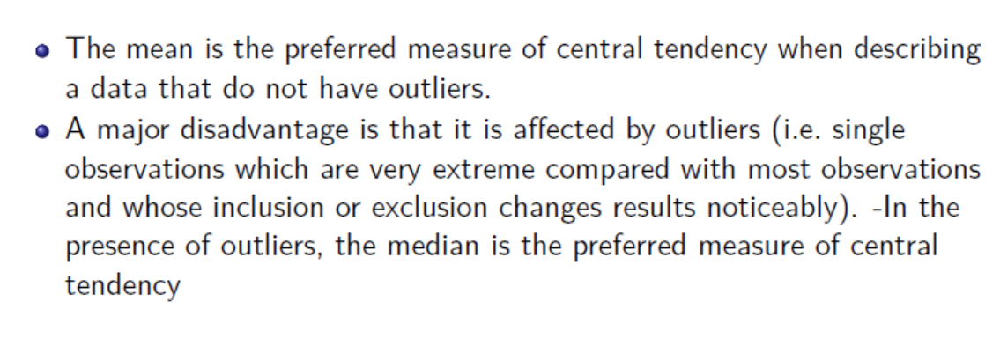 • The mean is the preferred measure of central tendency when describing
a data that do not have outliers.
• A major disadvantage is that it is affected by outliers (i.e. single
observations which are very extreme compared with most observations
and whose inclusion or exclusion changes results noticeably). -In the
presence of outliers, the median is the preferred measure of central
tendency